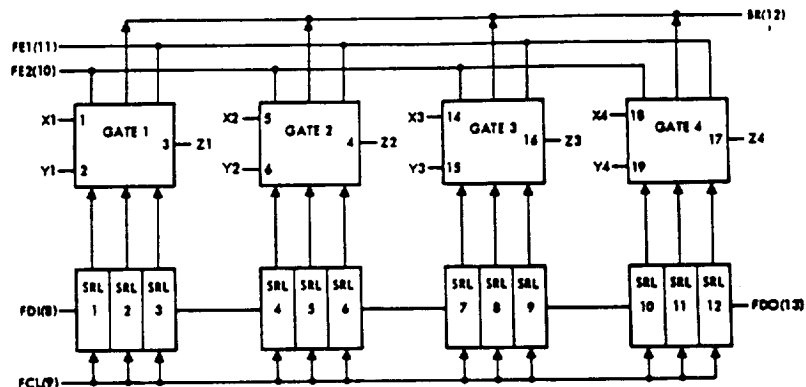 BR(12)
FE1(11)
FE2(10)
X1 1 GATE 1 3 Z1 Y1 2
X2 5 GATE 2 4 Z2 Y2 6
X3 14 GATE 3 16 Z3 Y3 15
X4 18 GATE 4 17 Z4 Y4 19
SRL SRL SRL SRL SRL SRL SRL SRL SRL SRL SRL SRL
FDI(8) 1 2 3 4 5 6 7 8 9 10 11 12 FDO(13)
FCL(9)